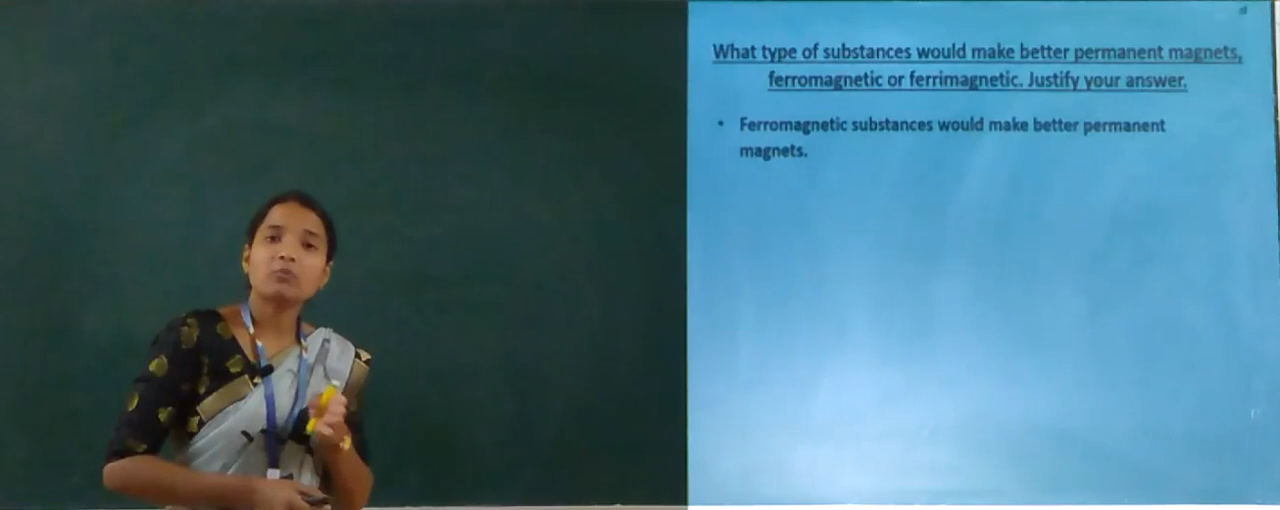 What type of substances would make better permanent magnets,
ferromagnetic or ferrimagnetic. Justify your answer.
• Ferromagnetic substances would make better permanent
magnets.